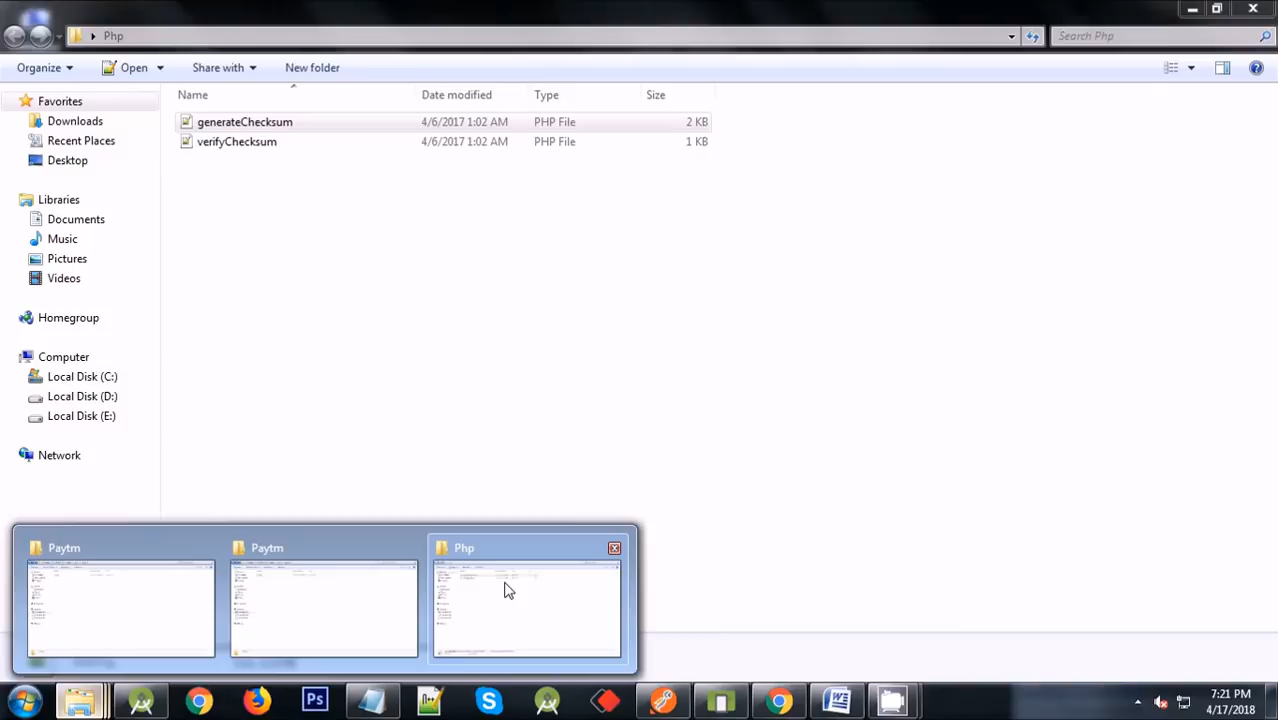 Php
Search Php
Organize
Open
Share with
New folder
Name
Date modified
Type
Size
Favorites
Downloads
Recent Places
Desktop
Libraries
Documents
Music
Pictures
Videos
Homegroup
Computer
Local Disk (C:)
Local Disk (D:)
Local Disk (E:)
Network
generateChecksum 4/6/2017 1:02 AM PHP File 2 KB
verifyChecksum 4/6/2017 1:02 AM PHP File 1 KB
Paytm
Paytm
Php
Ps
n++
W
7:21 PM
4/17/2018